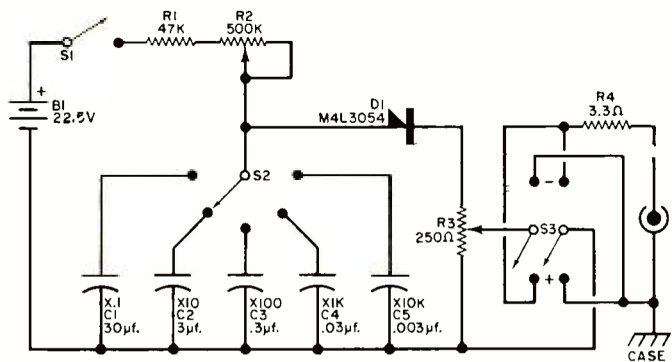 S1
R1
47K
R2
500K
+
B1
22.5V
D1
M4L3054
R4
3.3Ω
S2
R3
250Ω
S3
-
+
X.1
C1
30µf.
X10
C2
3µf.
X100
C3
.3µf.
X1K
C4
.03µf.
X10K
C5
.003µf.
CASE